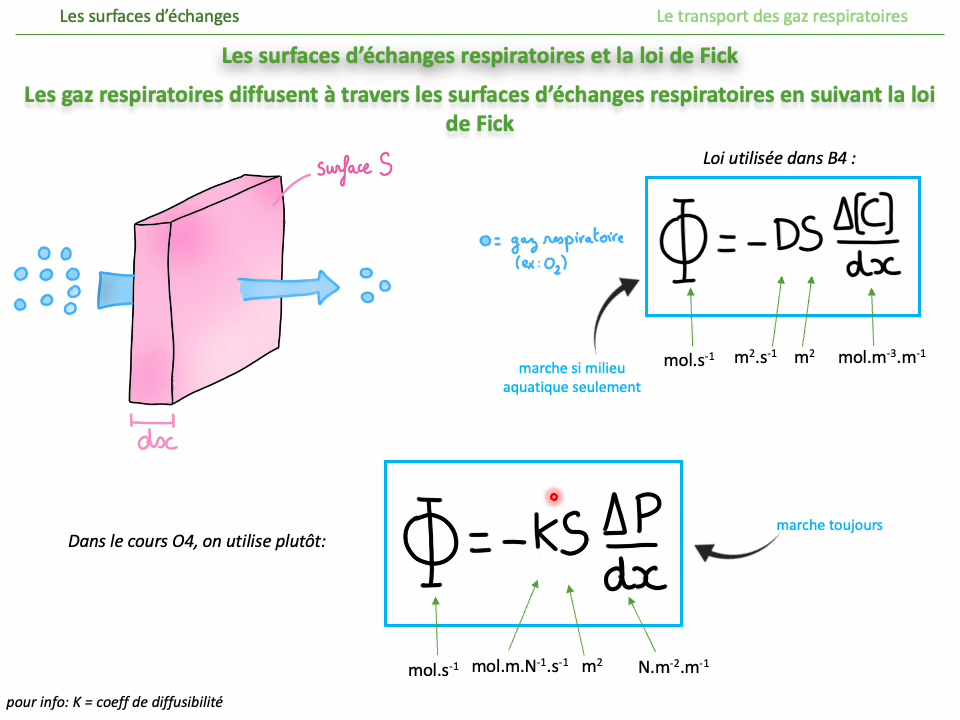 Les surfaces d'échanges
Le transport des gaz respiratoires
Les surfaces d'échanges respiratoires et la loi de Fick
Les gaz respiratoires diffusent à travers les surfaces d'échanges respiratoires en suivant la loi
de Fick
surface S
dx
= gaz respiratoire
(ex: O₂)
Loi utilisée dans B4 :
Φ = -DS Δ[C]/dx
mol.s⁻¹ m².s⁻¹ m² mol.m⁻³.m⁻¹
marche si milieu
aquatique seulement
Dans le cours O4, on utilise plutôt:
Φ = -KS ΔP/dx
marche toujours
mol.s⁻¹ mol.m.N⁻¹.s⁻¹ m² N.m⁻².m⁻¹
pour info: K = coeff de diffusibilité